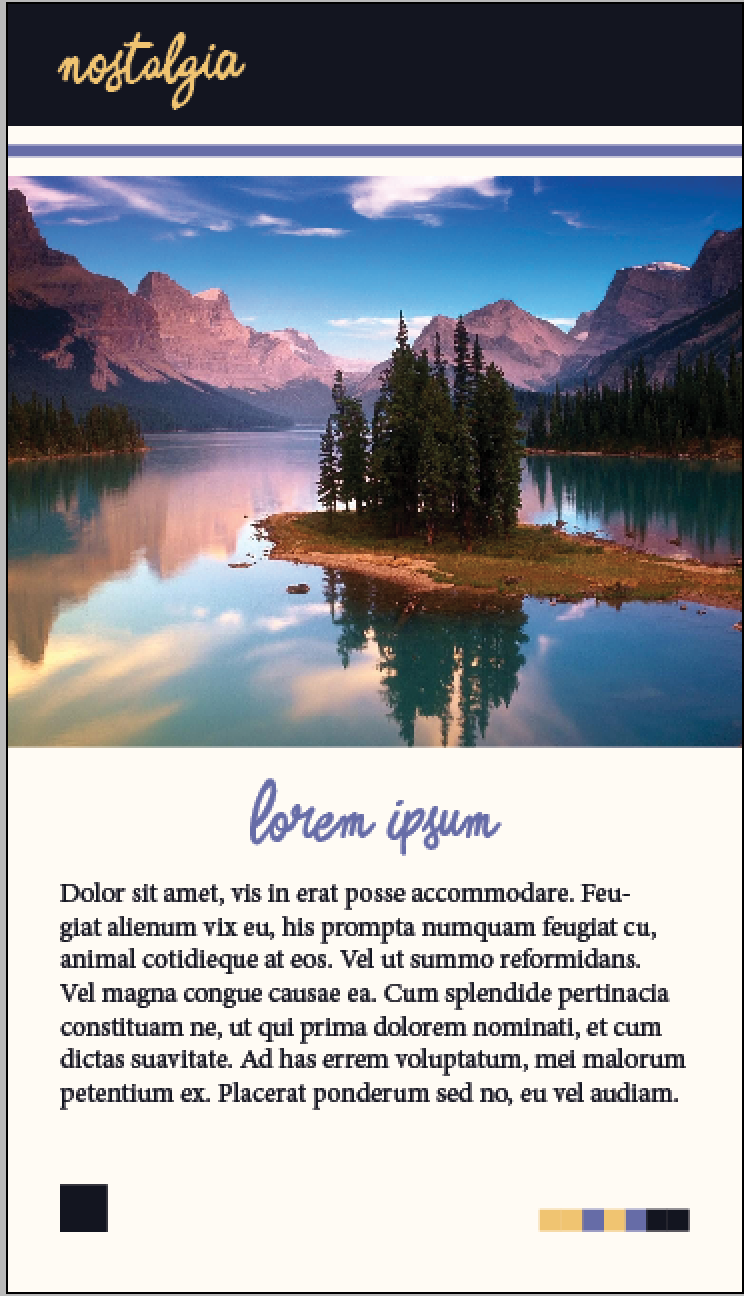 nostalgia
lorem ipsum
Dolor sit amet, vis in erat posse accommodare. Feu-
giat alienum vix eu, his prompta numquam feugiat cu,
animal cotidieque at eos. Vel ut summo reformidans.
Vel magna congue causae ea. Cum splendide pertinacia
constituam ne, ut qui prima dolorem nominati, et cum
dictas suavitate. Ad has errem voluptatum, mei malorum
petentium ex. Placerat ponderum sed no, eu vel audiam.